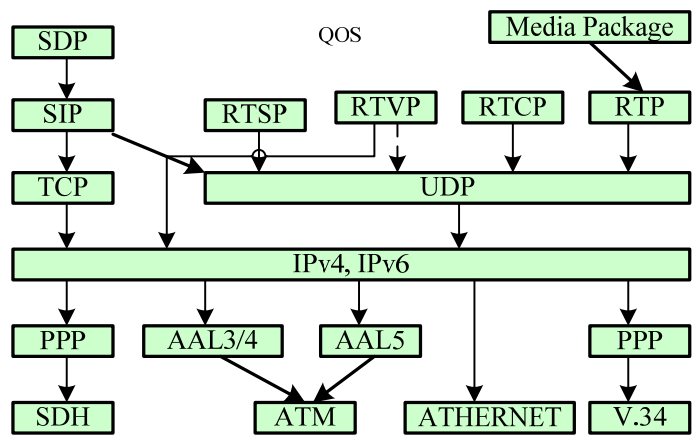 QOS
Media Package
SDP
SIP
RTSP
RTVP
RTCP
RTP
TCP
UDP
IPv4, IPv6
PPP
AAL3/4
AAL5
PPP
SDH
ATM
ATHERNET
V.34